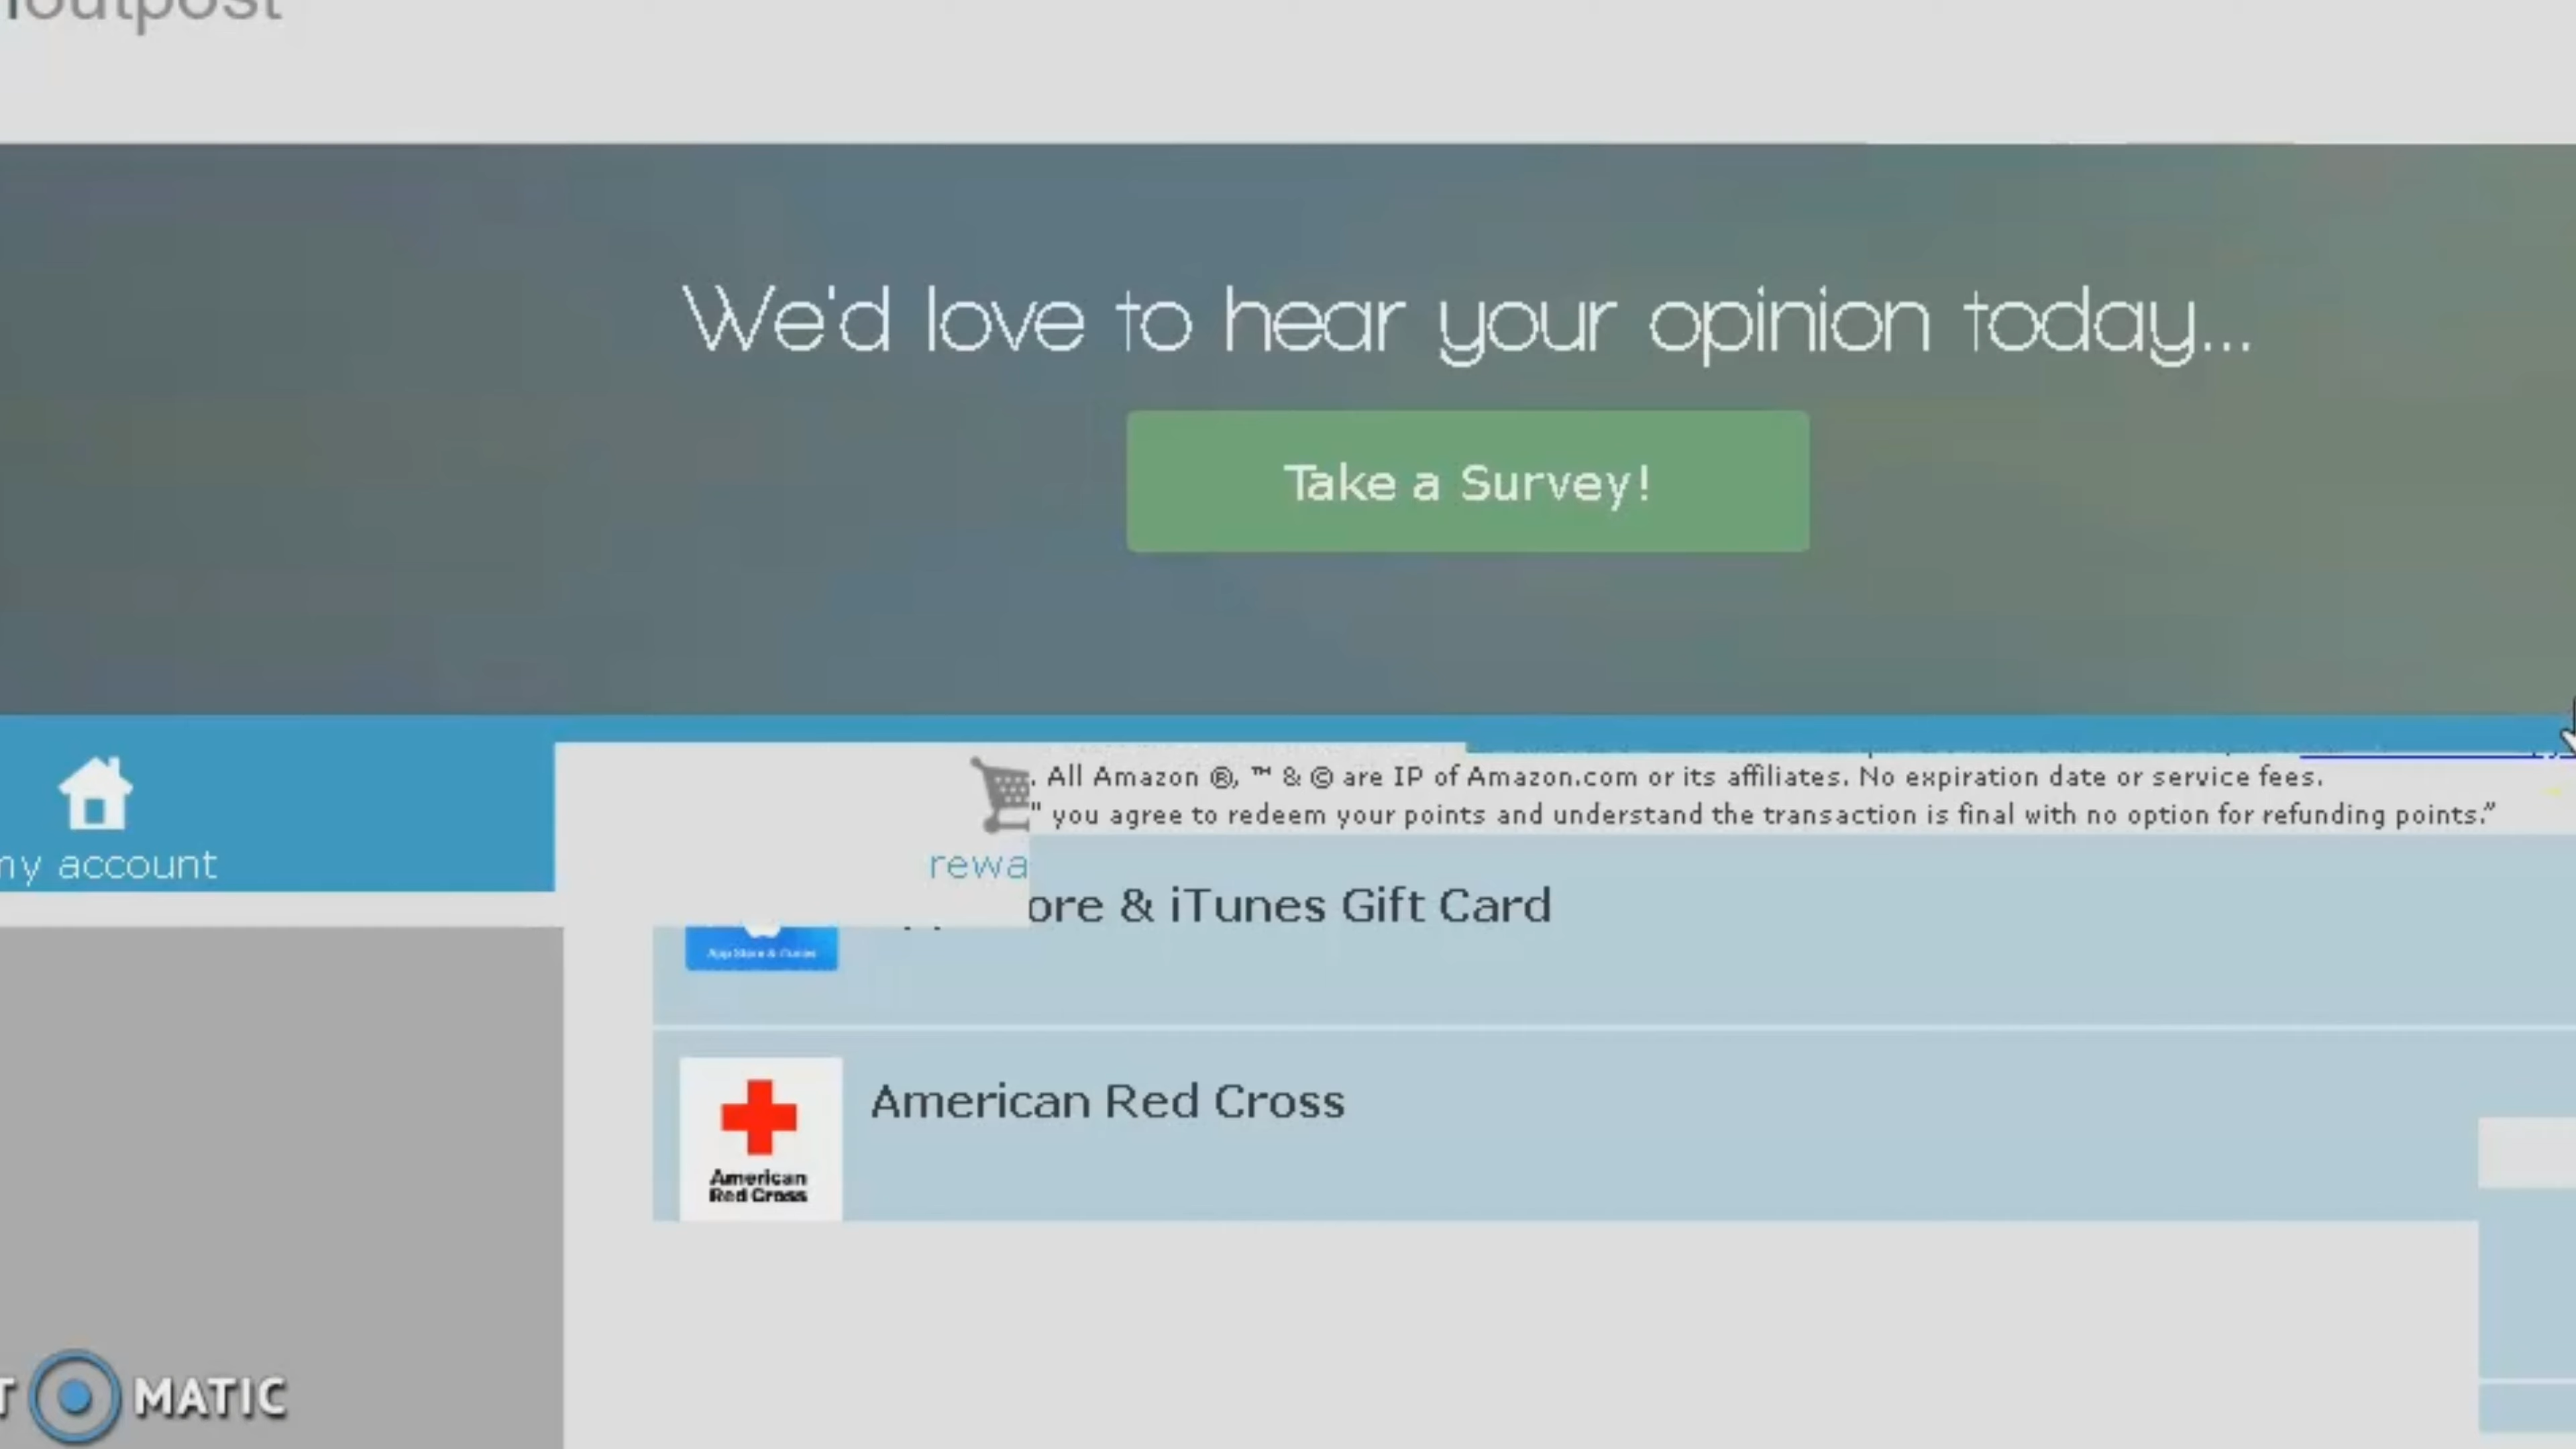 outpost
We'd love to hear your opinion today...
Take a Survey!
. All Amazon ®, ™ & © are IP of Amazon.com or its affiliates. No expiration date or service fees.
" you agree to redeem your points and understand the transaction is final with no option for refunding points.”
my account
rewa
ore & iTunes Gift Card
App Store & iTunes
American Red Cross
American
Red Cross
T MATIC